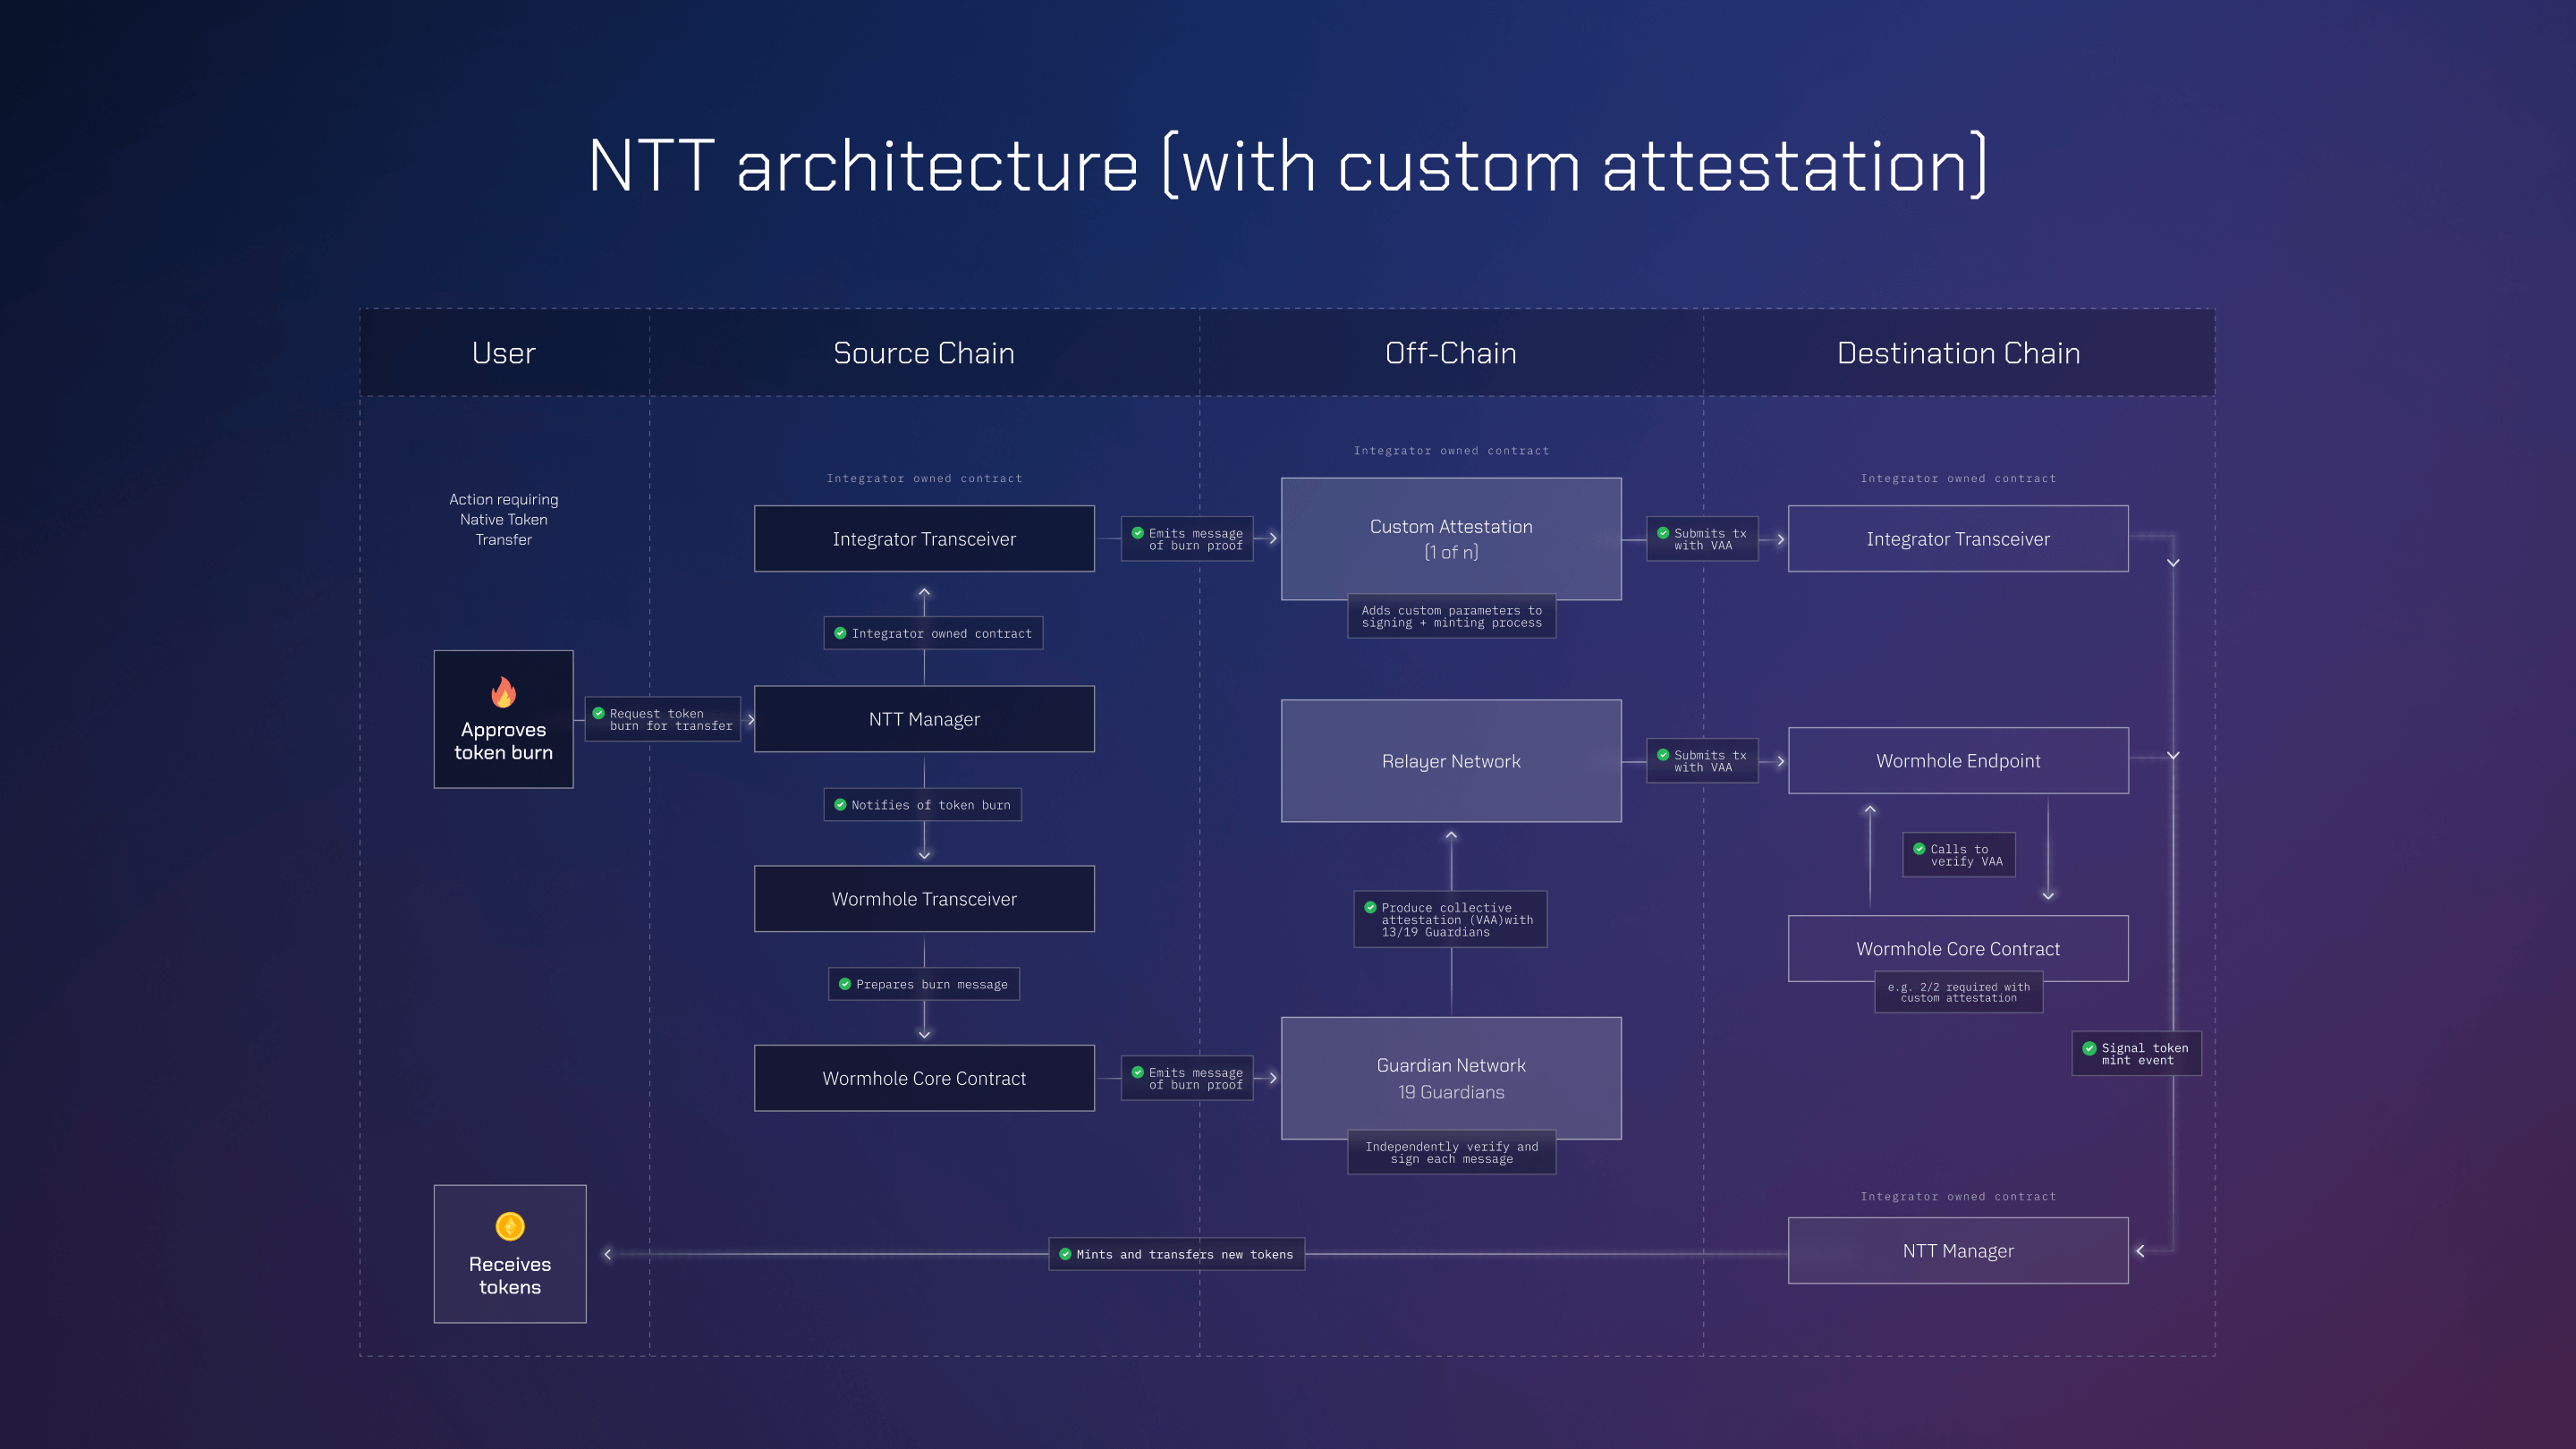 NTT architecture (with custom attestation)
User
Source Chain
Off-Chain
Destination Chain
Action requiring
Native Token
Transfer
Approves
token burn
Request token
burn for transfer
Integrator owned contract
Integrator Transceiver
Integrator owned contract
NTT Manager
Notifies of token burn
Wormhole Transceiver
Prepares burn message
Wormhole Core Contract
Emits message
of burn proof
Emits message
of burn proof
Integrator owned contract
Custom Attestation
(1 of n)
Adds custom parameters to
signing + minting process
Relayer Network
Produce collective
attestation (VAA)with
13/19 Guardians
Guardian Network
19 Guardians
Independently verify and
sign each message
Submits tx
with VAA
Submits tx
with VAA
Integrator owned contract
Integrator Transceiver
Wormhole Endpoint
Calls to
verify VAA
Wormhole Core Contract
e.g. 2/2 required with
custom attestation
Signal token
mint event
Integrator owned contract
NTT Manager
Mints and transfers new tokens
Receives
tokens